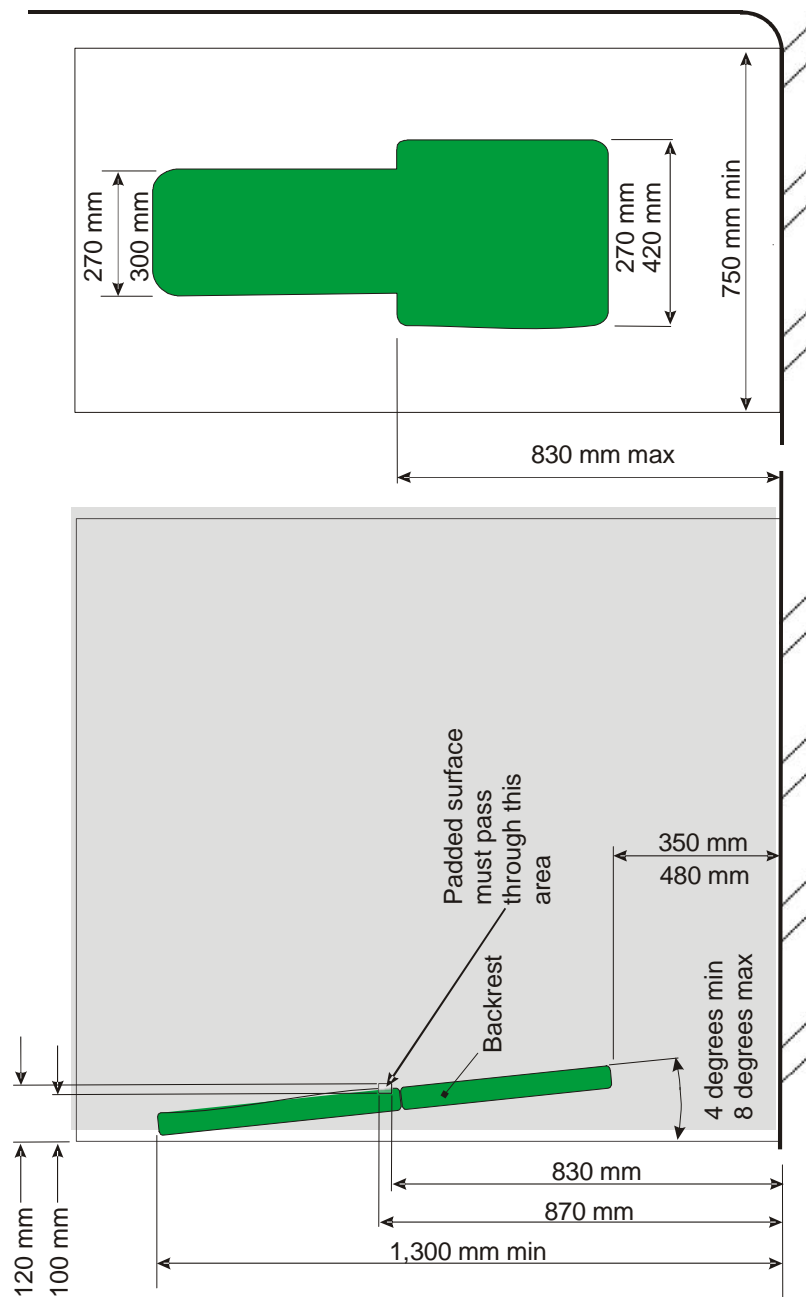 270 mm
300 mm
270 mm
420 mm
750 mm min
830 mm max
Padded surface
must pass
through this
area
Backrest
350 mm
480 mm
4 degrees min
8 degrees max
830 mm
870 mm
1,300 mm min
120 mm
100 mm